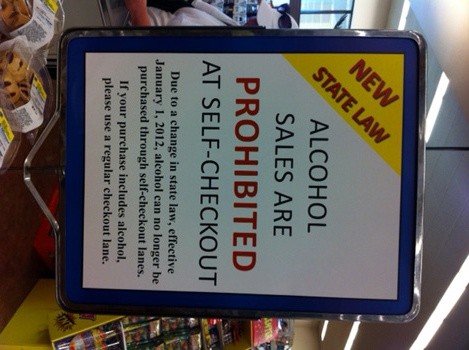 NEW
STATE LAW
ALCOHOL
SALES ARE
PROHIBITED
AT SELF-CHECKOUT
Due to a change in state law, effective
January 1, 2012, alcohol can no longer be
purchased through self-checkout lanes.
If your purchase includes alcohol,
please use a regular checkout lane.